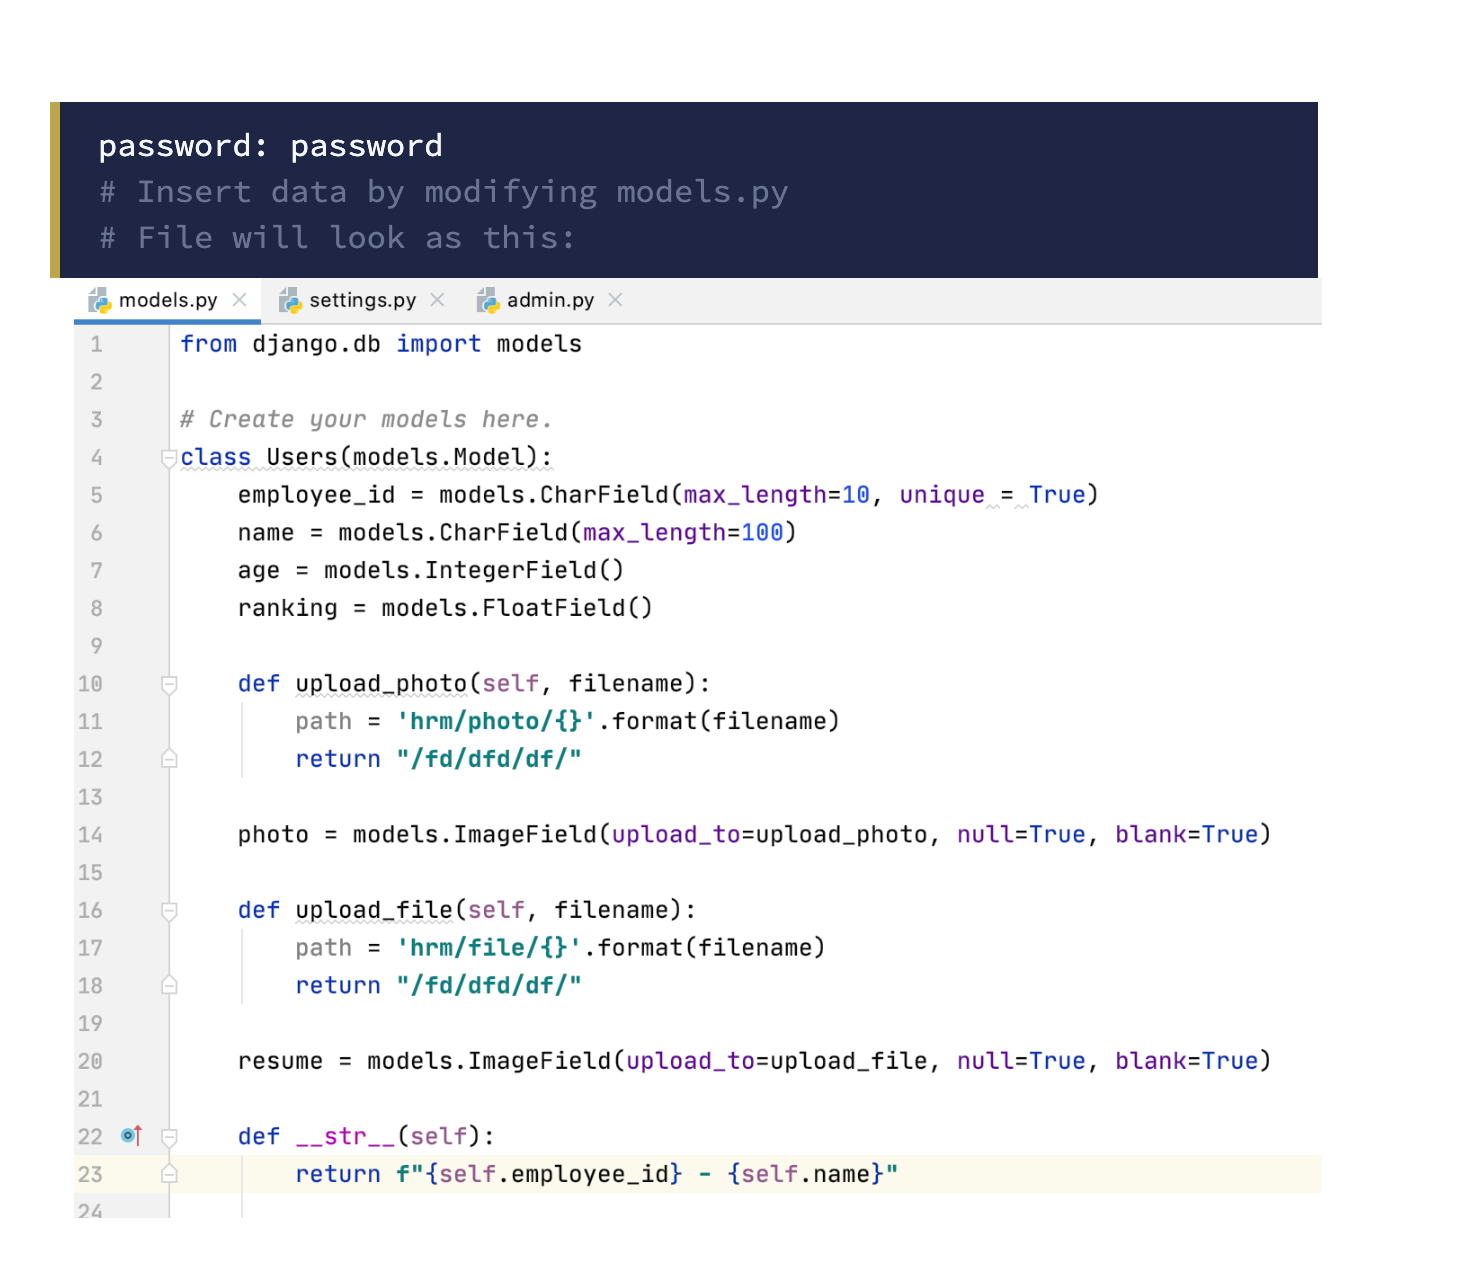 password: password
# Insert data by modifying models.py
# File will look as this:
models.py settings.py admin.py
1 from django.db import models
2
3 # Create your models here.
4 class Users(models.Model):
5     employee_id = models.CharField(max_length=10, unique = True)
6     name = models.CharField(max_length=100)
7     age = models.IntegerField()
8     ranking = models.FloatField()
9
10     def upload_photo(self, filename):
11         path = 'hrm/photo/{}'.format(filename)
12         return "/fd/dfd/df/"
13
14     photo = models.ImageField(upload_to=upload_photo, null=True, blank=True)
15
16     def upload_file(self, filename):
17         path = 'hrm/file/{}'.format(filename)
18         return "/fd/dfd/df/"
19
20     resume = models.ImageField(upload_to=upload_file, null=True, blank=True)
21
22     def __str__(self):
23         return f"{self.employee_id} - {self.name}"
24